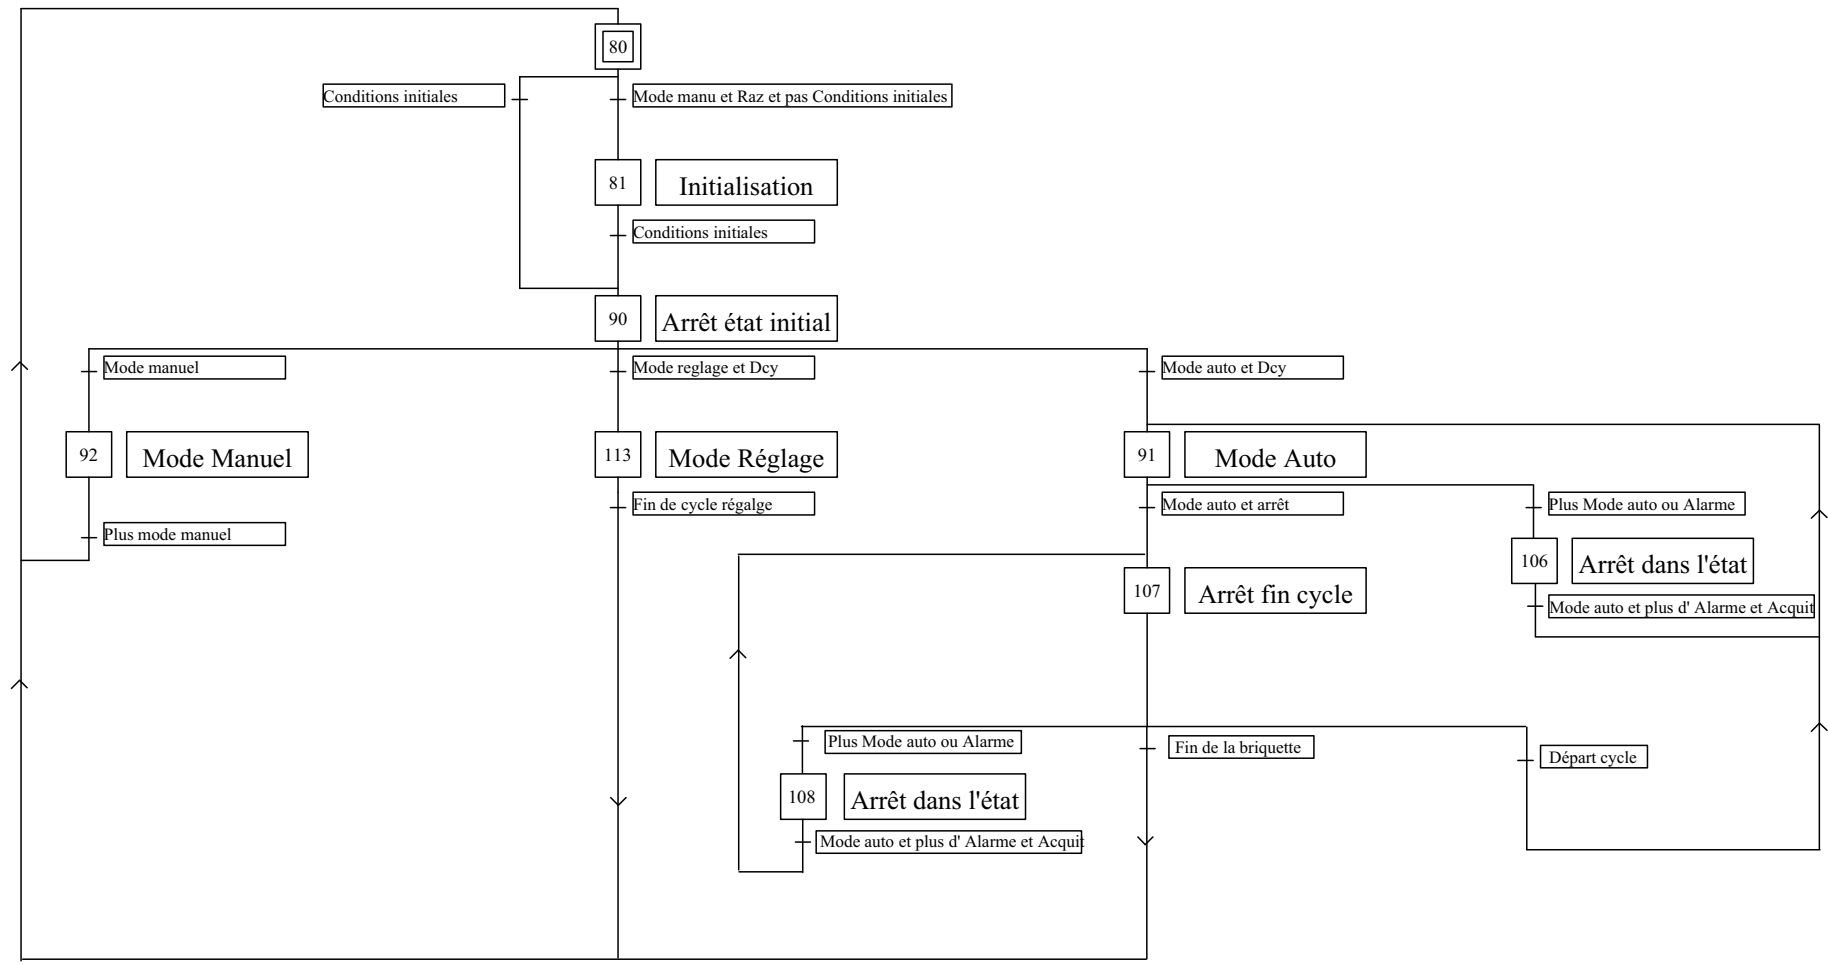 80
Conditions initiales
Mode manu et Raz et pas Conditions initiales
81
Initialisation
Conditions initiales
90
Arrêt état initial
Mode manuel
Mode reglage et Dcy
Mode auto et Dcy
92
Mode Manuel
113
Mode Réglage
91
Mode Auto
Plus mode manuel
Fin de cycle régalge
Mode auto et arrêt
Plus Mode auto ou Alarme
106
Arrêt dans l'état
107
Arrêt fin cycle
Mode auto et plus d' Alarme et Acquit
Plus Mode auto ou Alarme
Fin de la briquette
Départ cycle
108
Arrêt dans l'état
Mode auto et plus d' Alarme et Acquit